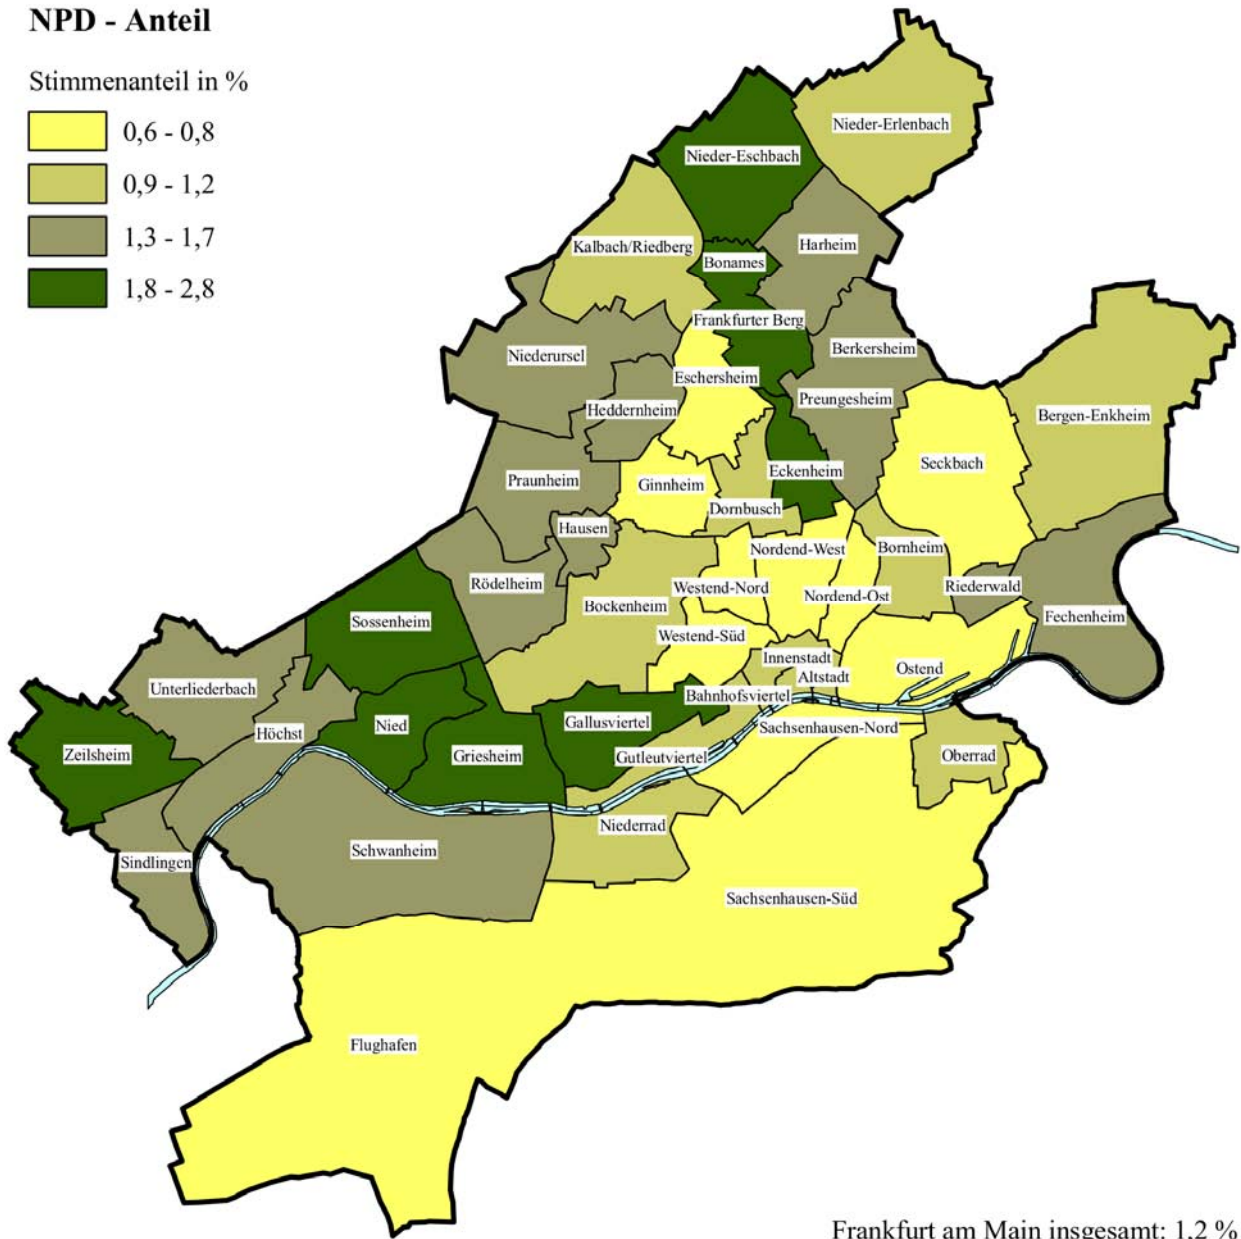 NPD - Anteil
Stimmenanteil in %
0,6 - 0,8
0,9 - 1,2
1,3 - 1,7
1,8 - 2,8
Nieder-Erlenbach
Nieder-Eschbach
Kalbach/Riedberg
Harheim
Bonames
Frankfurter Berg
Niederursel
Berkersheim
Eschersheim
Heddernheim
Preungesheim
Bergen-Enkheim
Praunheim
Ginnheim
Eckenheim
Seckbach
Dornbusch
Hausen
Nordend-West
Bornheim
Rödelheim
Westend-Nord
Nordend-Ost
Riederwald
Bockenheim
Fechenheim
Sossenheim
Westend-Süd
Innenstadt
Ostend
Altstadt
Unterliederbach
Bahnhofsviertel
Höchst
Nied
Gallusviertel
Sachsenhausen-Nord
Zeilsheim
Griesheim
Gutleutviertel
Oberrad
Niederrad
Schwanheim
Sindlingen
Sachsenhausen-Süd
Flughafen
Frankfurt am Main insgesamt: 1,2 %